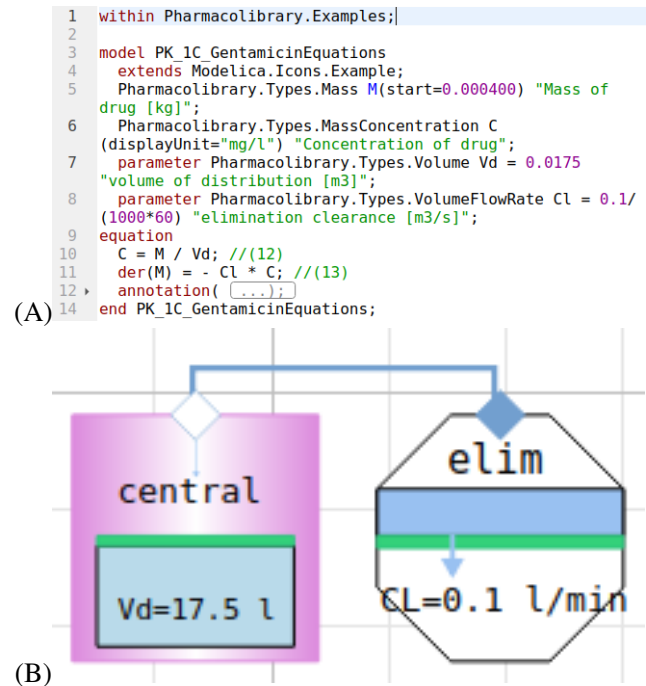 1 within Pharmacolibrary.Examples;
2
3 model PK_1C_GentamicinEquations
4 extends Modelica.Icons.Example;
5 Pharmacolibrary.Types.Mass M(start=0.000400) "Mass of
drug [kg]";
6 Pharmacolibrary.Types.MassConcentration C
(displayUnit="mg/l") "Concentration of drug";
7 parameter Pharmacolibrary.Types.Volume Vd = 0.0175
"volume of distribution [m3]";
8 parameter Pharmacolibrary.Types.VolumeFlowRate Cl = 0.1/
(1000*60) "elimination clearance [m3/s]";
9 equation
10 C = M / Vd; //(12)
11 der(M) = - Cl * C; //(13)
12 annotation( ...);
(A) 14 end PK_1C_GentamicinEquations;
elim
central
Vd=17.5 l
CL=0.1 l/min
(B)